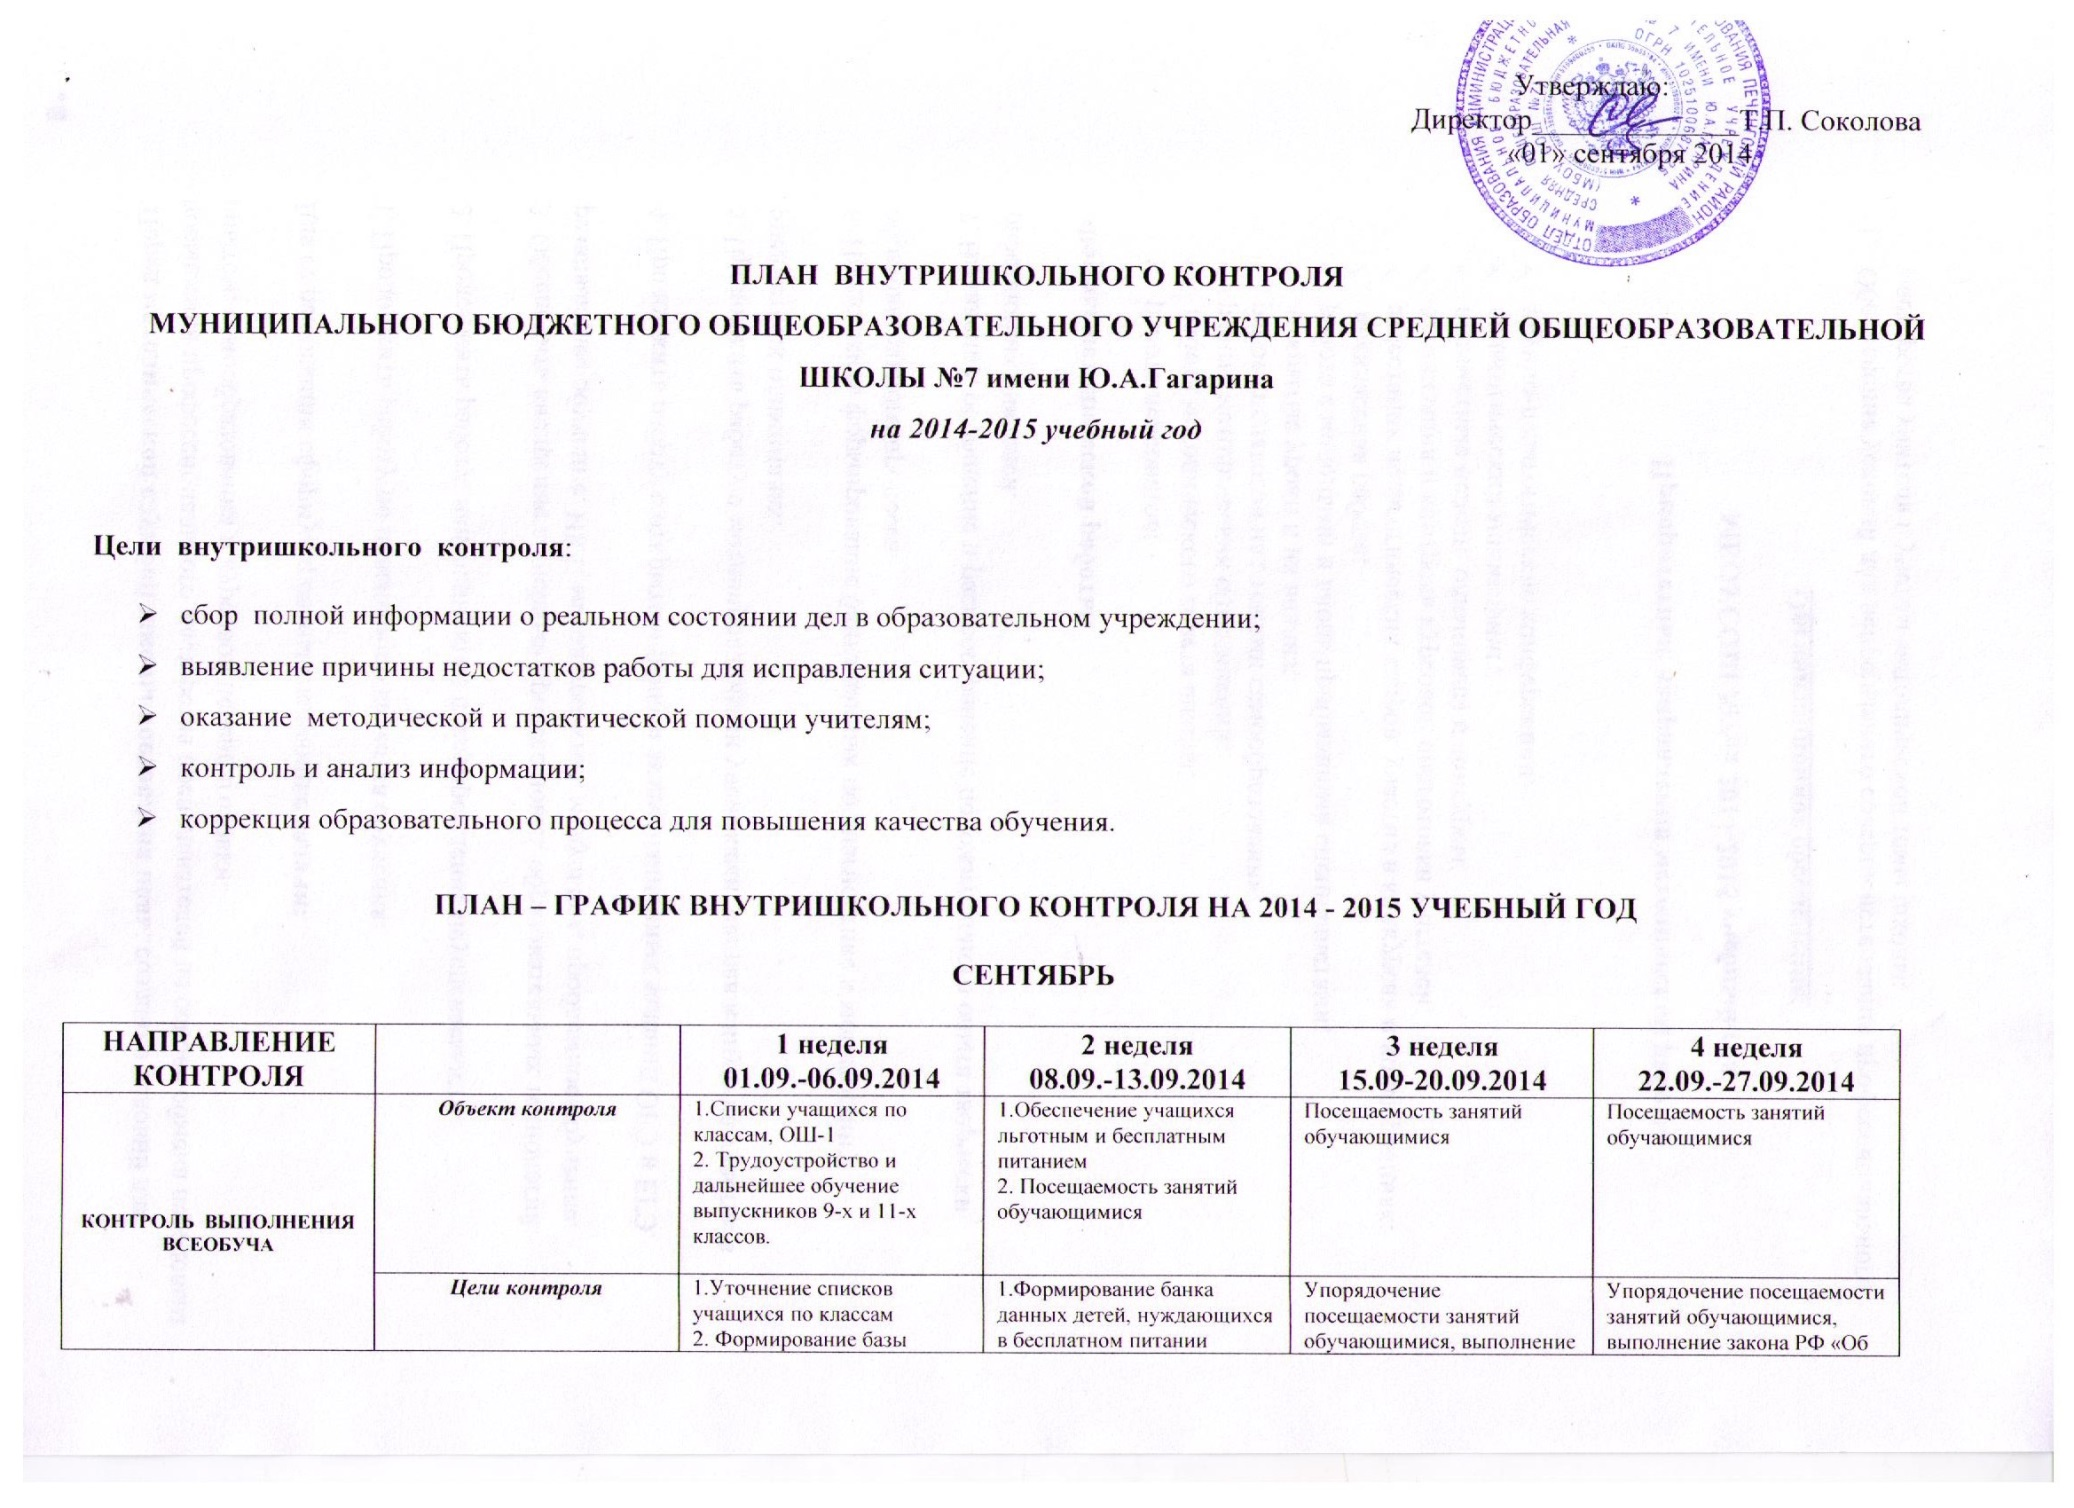 Утверждаю:
Директор______________Т.П. Соколова
«01» сентября 2014
ПЛАН ВНУТРИШКОЛЬНОГО КОНТРОЛЯ
МУНИЦИПАЛЬНОГО БЮДЖЕТНОГО ОБЩЕОБРАЗОВАТЕЛЬНОГО УЧРЕЖДЕНИЯ СРЕДНЕЙ ОБЩЕОБРАЗОВАТЕЛЬНОЙ
ШКОЛЫ №7 имени Ю.А.Гагарина
на 2014-2015 учебный год
Цели внутришкольного контроля:
сбор полной информации о реальном состоянии дел в образовательном учреждении;
выявление причины недостатков работы для исправления ситуации;
оказание методической и практической помощи учителям;
контроль и анализ информации;
коррекция образовательного процесса для повышения качества обучения.
ПЛАН – ГРАФИК ВНУТРИШКОЛЬНОГО КОНТРОЛЯ НА 2014 - 2015 УЧЕБНЫЙ ГОД
СЕНТЯБРЬ
НАПРАВЛЕНИЕ
КОНТРОЛЯ
1 неделя
01.09.-06.09.2014
2 неделя
08.09.-13.09.2014
3 неделя
15.09-20.09.2014
4 неделя
22.09.-27.09.2014
КОНТРОЛЬ ВЫПОЛНЕНИЯ
ВСЕОБУЧА
Объект контроля
1.Списки учащихся по
классам, ОШ-1
2. Трудоустройство и
дальнейшее обучение
выпускников 9-х и 11-х
классов.
1.Обеспечение учащихся
льготным и бесплатным
питанием
2. Посещаемость занятий
обучающимися
Посещаемость занятий
обучающимися
Посещаемость занятий
обучающимися
Цели контроля
1.Уточнение списков
учащихся по классам
2. Формирование базы
1.Формирование банка
данных детей, нуждающихся
в бесплатном питании
Упорядочение
посещаемости занятий
обучающимися, выполнение
Упорядочение посещаемости
занятий обучающимися,
выполнение закона РФ «Об